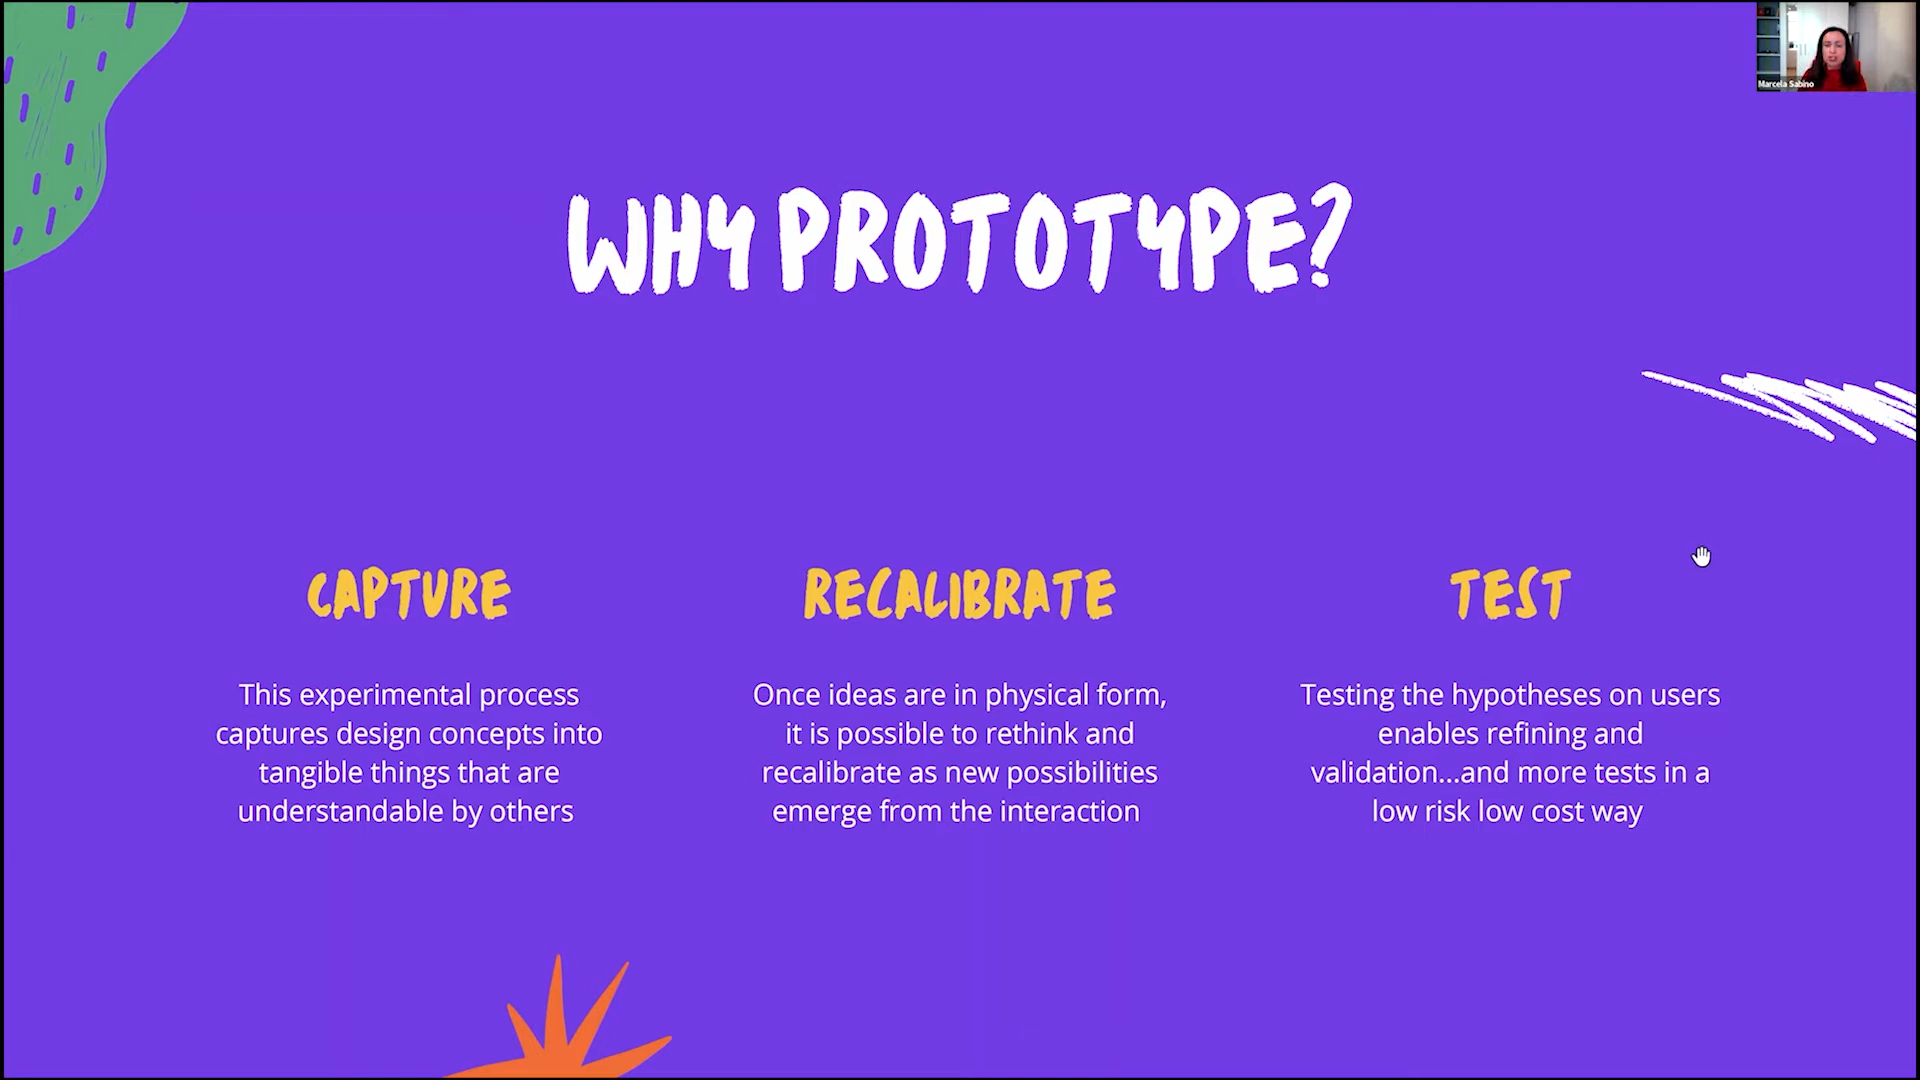 Marcela Sabino
WHY PROTOTYPE?
CAPTURE
This experimental process
captures design concepts into
tangible things that are
understandable by others
RECALIBRATE
Once ideas are in physical form,
it is possible to rethink and
recalibrate as new possibilities
emerge from the interaction
TEST
Testing the hypotheses on users
enables refining and
validation...and more tests in a
low risk low cost way